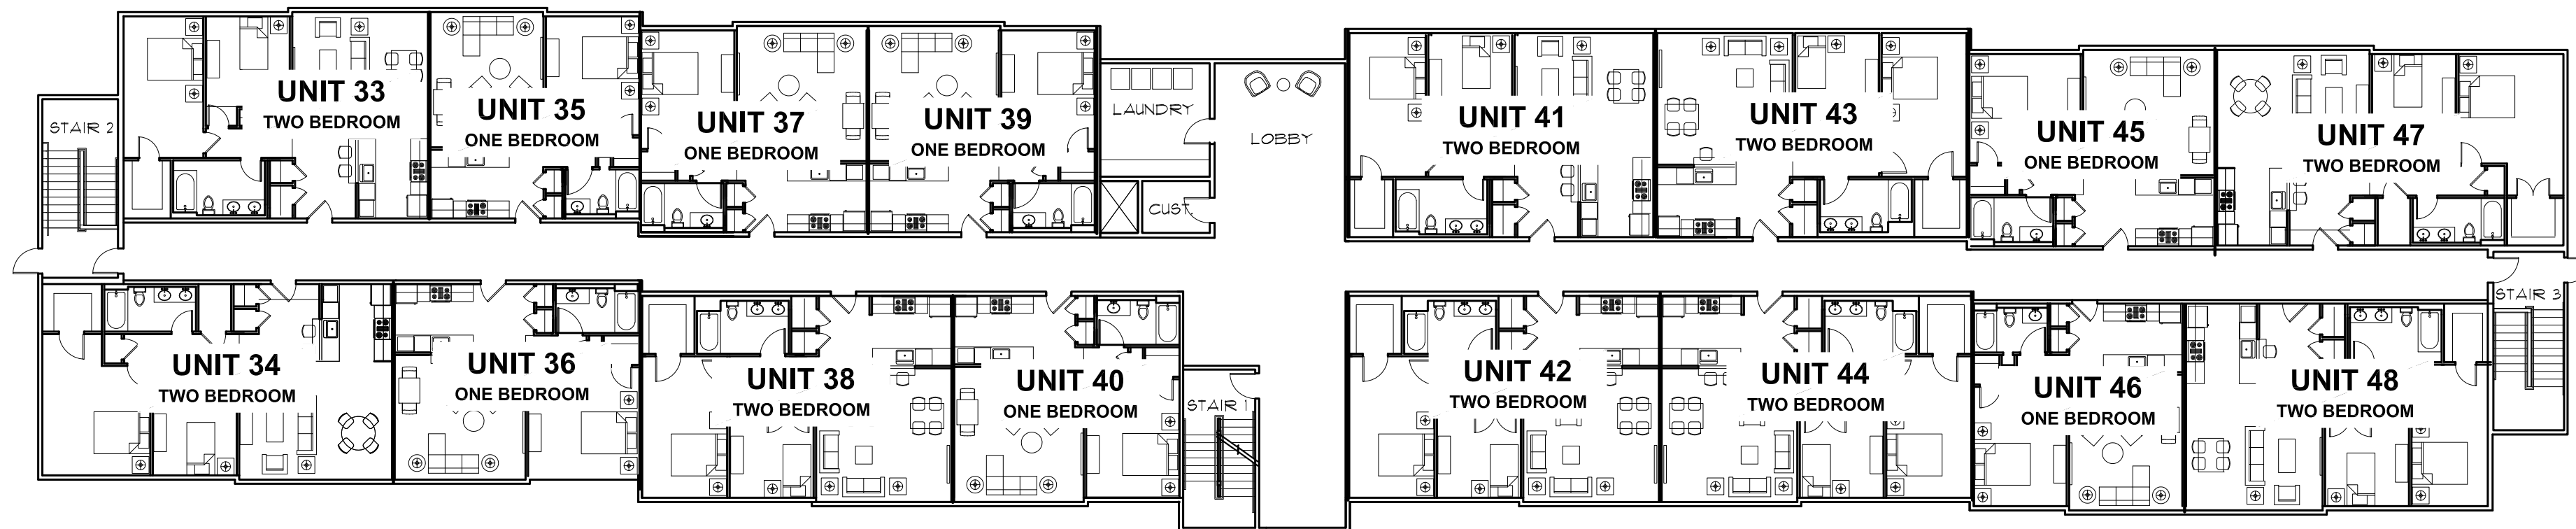 UNIT 33
TWO BEDROOM
UNIT 35
ONE BEDROOM
UNIT 37
ONE BEDROOM
UNIT 39
ONE BEDROOM
UNIT 41
TWO BEDROOM
UNIT 43
TWO BEDROOM
UNIT 45
ONE BEDROOM
UNIT 47
TWO BEDROOM
STAIR 2
LAUNDRY
LOBBY
CUST.
STAIR 3
UNIT 34
TWO BEDROOM
UNIT 36
ONE BEDROOM
UNIT 38
TWO BEDROOM
UNIT 40
ONE BEDROOM
STAIR 1
UNIT 42
TWO BEDROOM
UNIT 44
TWO BEDROOM
UNIT 46
ONE BEDROOM
UNIT 48
TWO BEDROOM